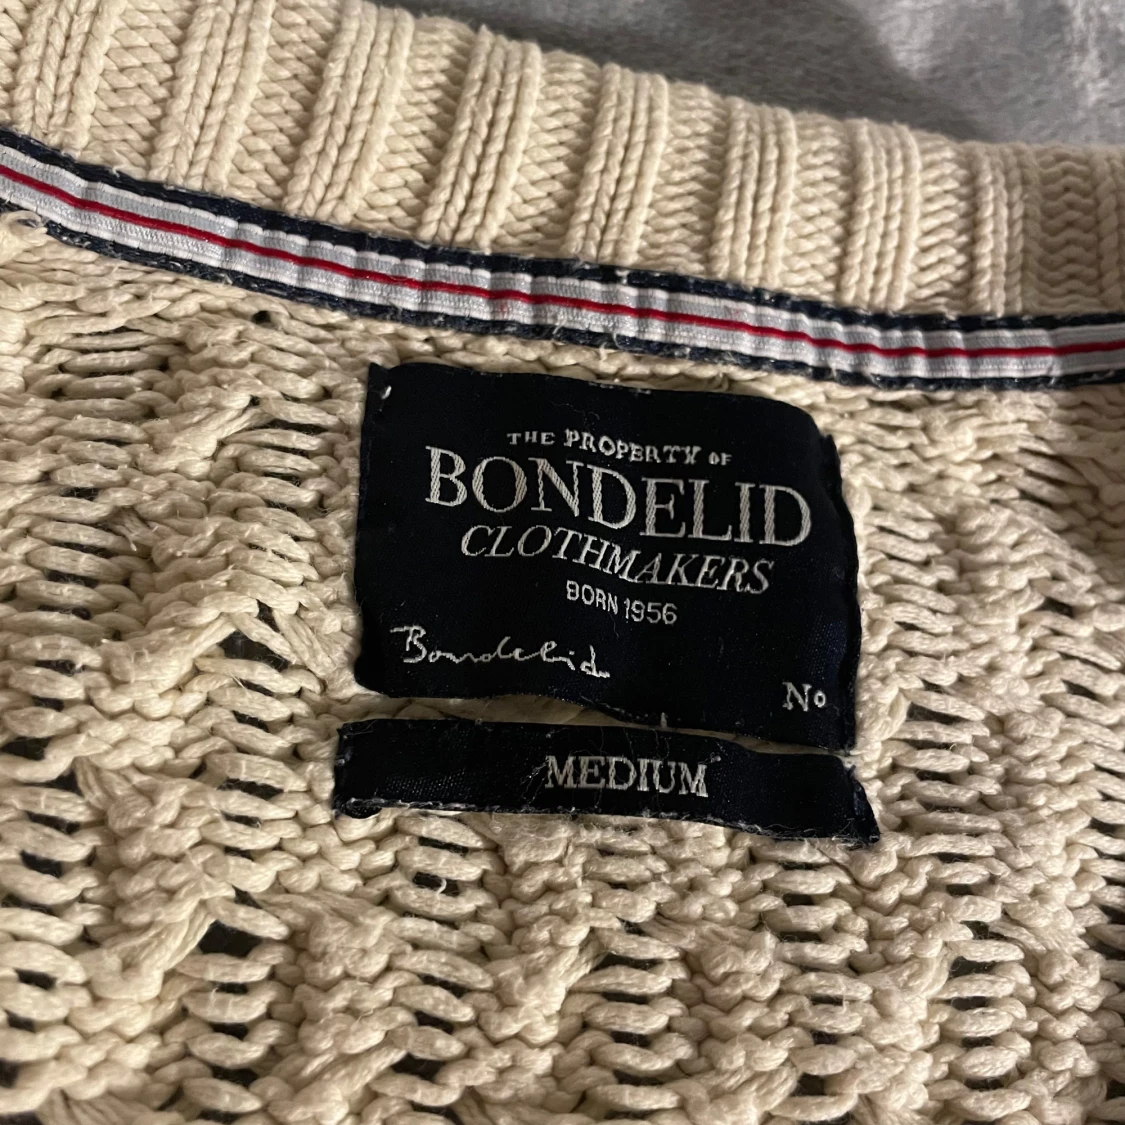 THE PROPERTY OF
BONDELID
CLOTHMAKERS
BORN 1956
Bondelid
No
MEDIUM